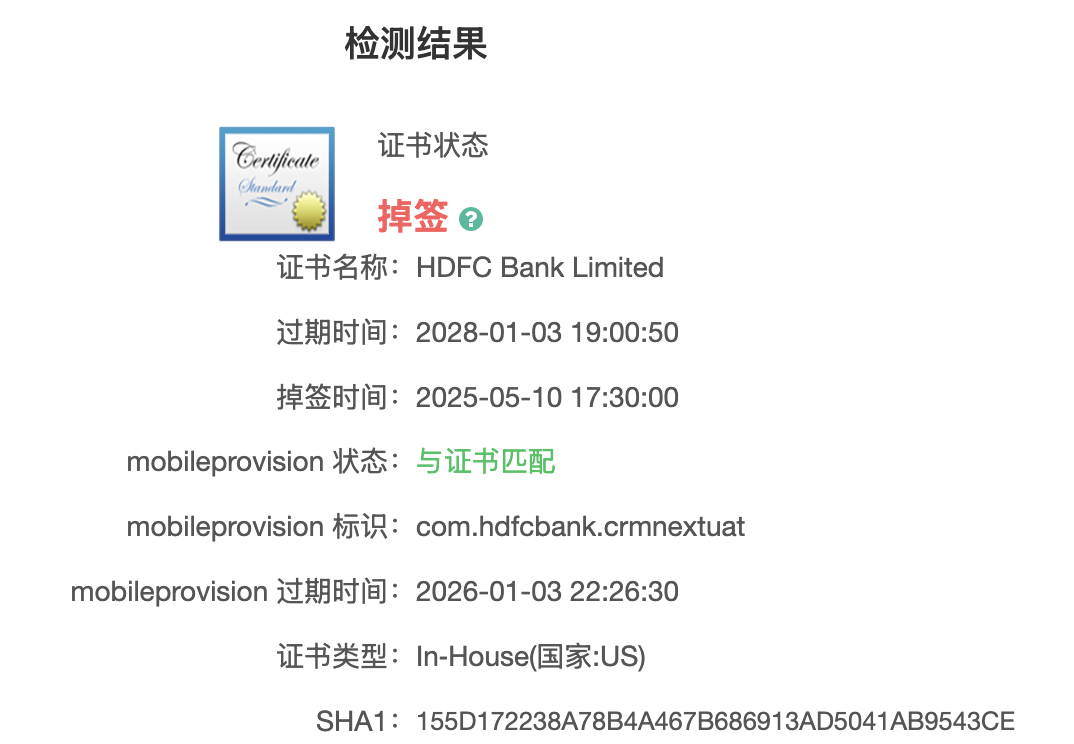 检测结果
Certificate
Standard
证书状态
掉签 ?
证书名称：HDFC Bank Limited
过期时间：2028-01-03 19:00:50
掉签时间：2025-05-10 17:30:00
mobileprovision 状态：与证书匹配
mobileprovision 标识：com.hdfcbank.crmnextuat
mobileprovision 过期时间：2026-01-03 22:26:30
证书类型：In-House(国家:US)
SHA1：155D172238A78B4A467B686913AD5041AB9543CE